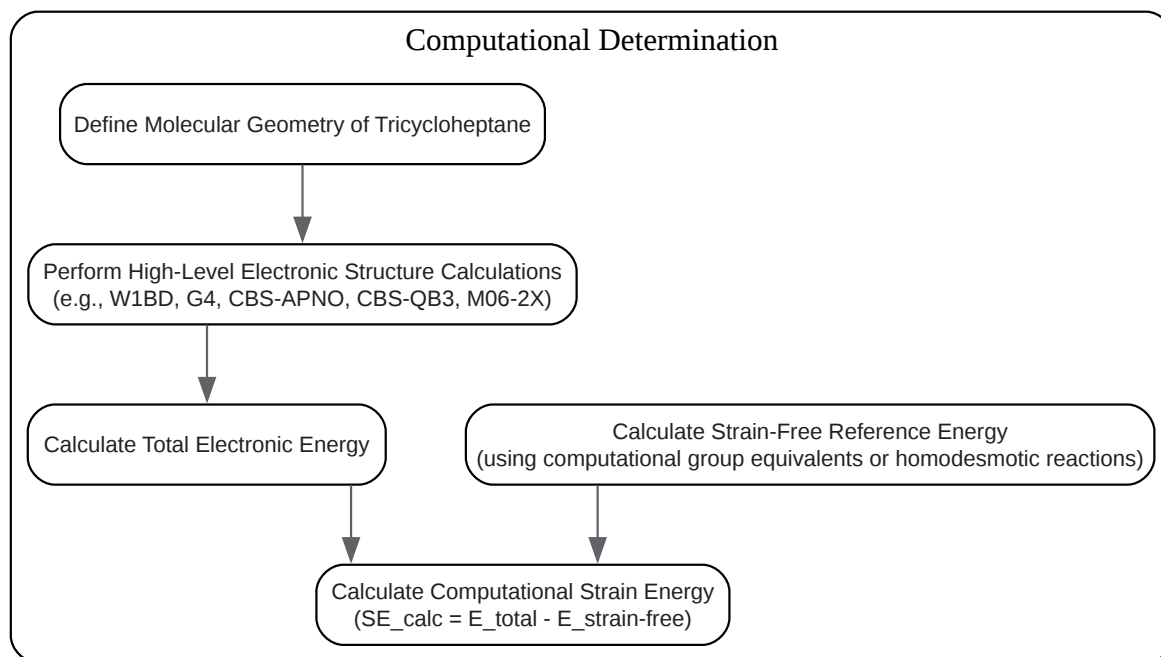 Computational Determination
Define Molecular Geometry of Tricycloheptane
Perform High-Level Electronic Structure Calculations
(e.g., W1BD, G4, CBS-APNO, CBS-QB3, M06-2X)
Calculate Total Electronic Energy
Calculate Strain-Free Reference Energy
(using computational group equivalents or homodesmotic reactions)
Calculate Computational Strain Energy
(SE_calc = E_total - E_strain-free)